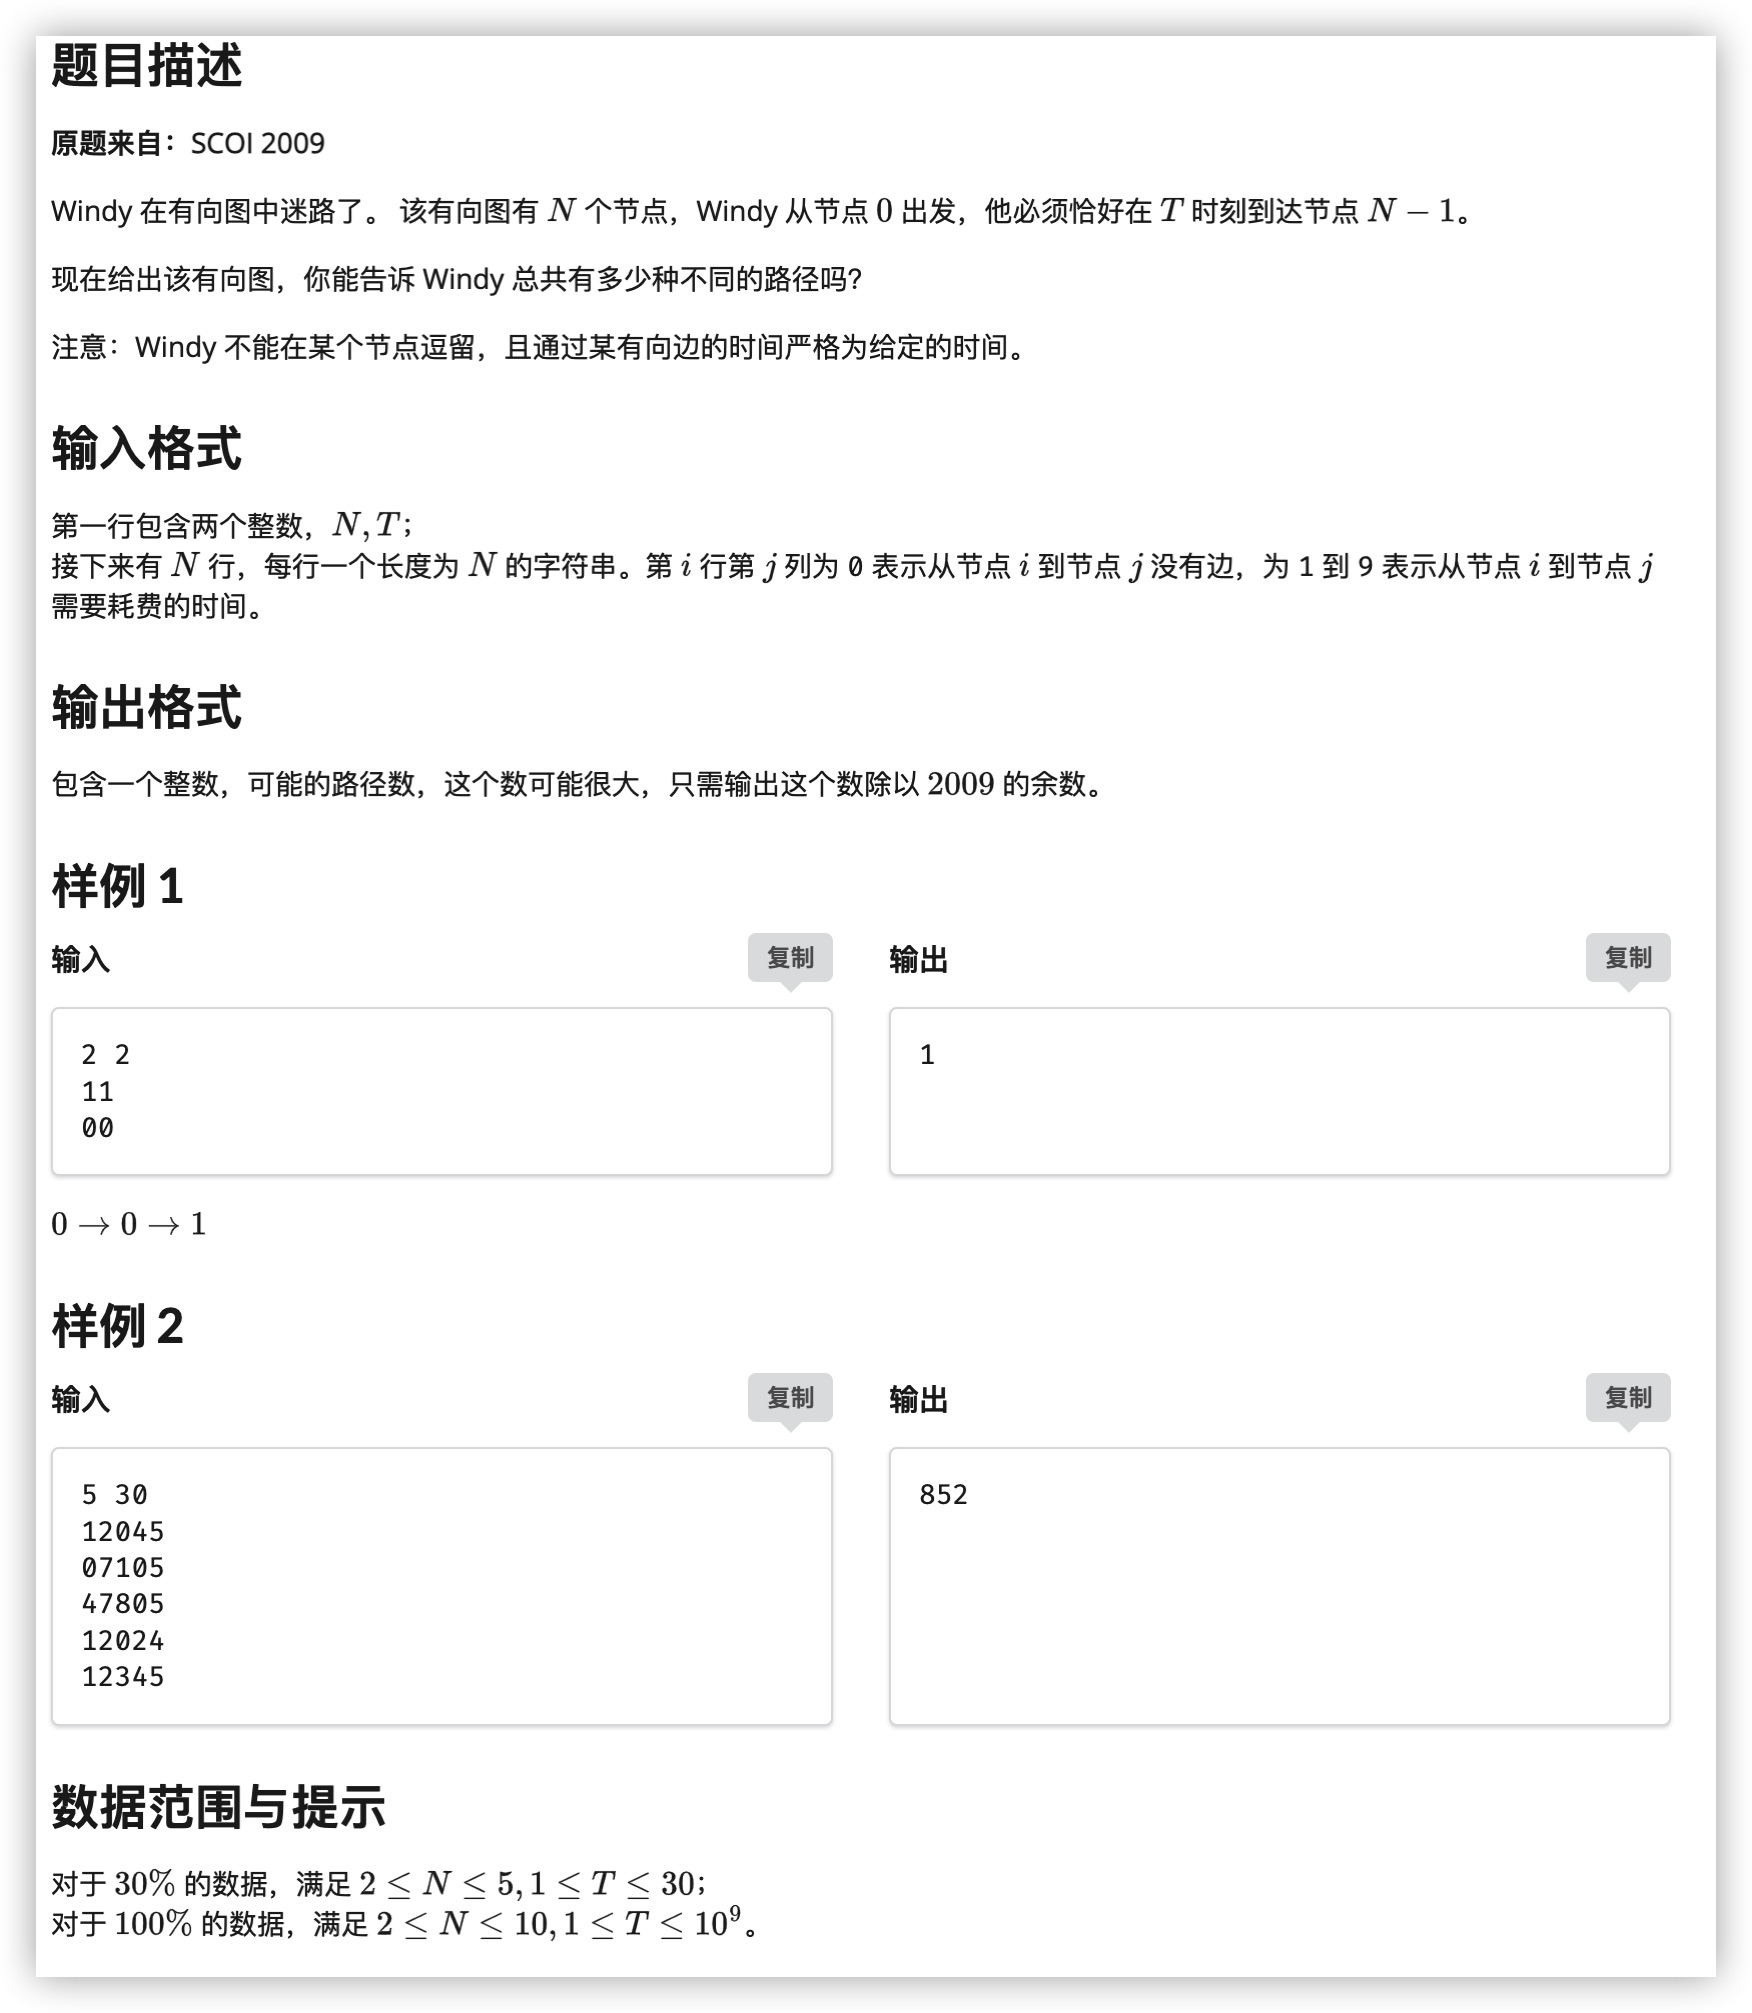 题目描述
原题来自：SCOI 2009
Windy 在有向图中迷路了。 该有向图有 N 个节点，Windy 从节点 0 出发，他必须恰好在 T 时刻到达节点 N − 1。
现在给出该有向图，你能告诉 Windy 总共有多少种不同的路径吗？
注意：Windy 不能在某个节点逗留，且通过某有向边的时间严格为给定的时间。
输入格式
第一行包含两个整数，N, T；
接下来有 N 行，每行一个长度为 N 的字符串。第 i 行第 j 列为 0 表示从节点 i 到节点 j 没有边，为 1 到 9 表示从节点 i 到节点 j
需要耗费的时间。
输出格式
包含一个整数，可能的路径数，这个数可能很大，只需输出这个数除以 2009 的余数。
样例 1
输入 复制 输出 复制
2 2 1
11
00
0 → 0 → 1
样例 2
输入 复制 输出 复制
5 30 852
12045
07105
47805
12024
12345
数据范围与提示
对于 30% 的数据，满足 2 ≤ N ≤ 5, 1 ≤ T ≤ 30；
对于 100% 的数据，满足 2 ≤ N ≤ 10, 1 ≤ T ≤ 10⁹。